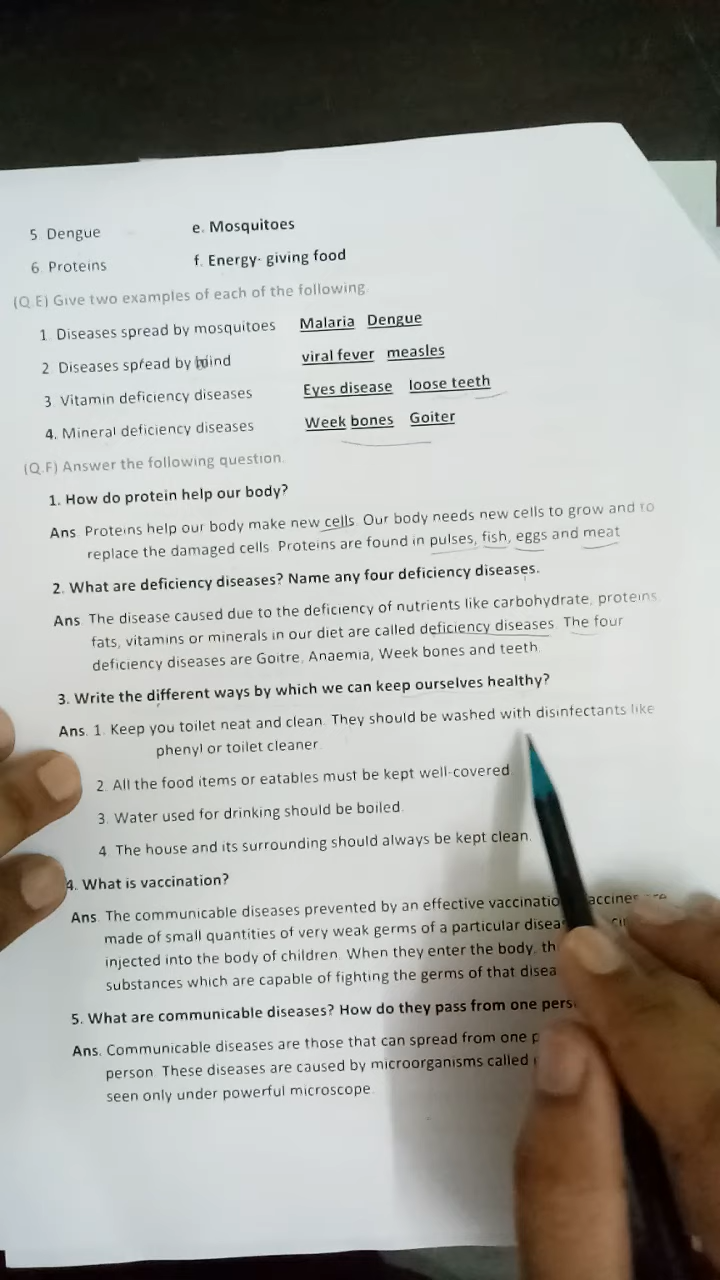 5 Dengue e. Mosquitoes
6. Proteins f. Energy- giving food
(Q.E) Give two examples of each of the following.
1. Diseases spread by mosquitoes Malaria Dengue
2 Diseases spread by wind viral fever measles
3 Vitamin deficiency diseases Eyes disease loose teeth
4. Mineral deficiency diseases Week bones Goiter
(Q.F) Answer the following question.
1. How do protein help our body?
Ans. Proteins help our body make new cells. Our body needs new cells to grow and to
replace the damaged cells. Proteins are found in pulses, fish, eggs and meat
2. What are deficiency diseases? Name any four deficiency diseases.
Ans. The disease caused due to the deficiency of nutrients like carbohydrate, proteins,
fats, vitamins or minerals in our diet are called deficiency diseases. The four
deficiency diseases are Goitre, Anaemia, Week bones and teeth.
3. Write the different ways by which we can keep ourselves healthy?
Ans. 1. Keep you toilet neat and clean. They should be washed with disinfectants like
phenyl or toilet cleaner.
2. All the food items or eatables must be kept well-covered.
3. Water used for drinking should be boiled.
4. The house and its surrounding should always be kept clean.
4. What is vaccination?
Ans. The communicable diseases prevented by an effective
made of small quantities of very weak germs of a particular
injected into the body of children. When they enter the body,
substances which are capable of fighting the germs of that
5. What are communicable diseases? How do they pass from one
Ans. Communicable diseases are those that can spread from one
person. These diseases are caused by microorganisms called
seen only under powerful microscope.